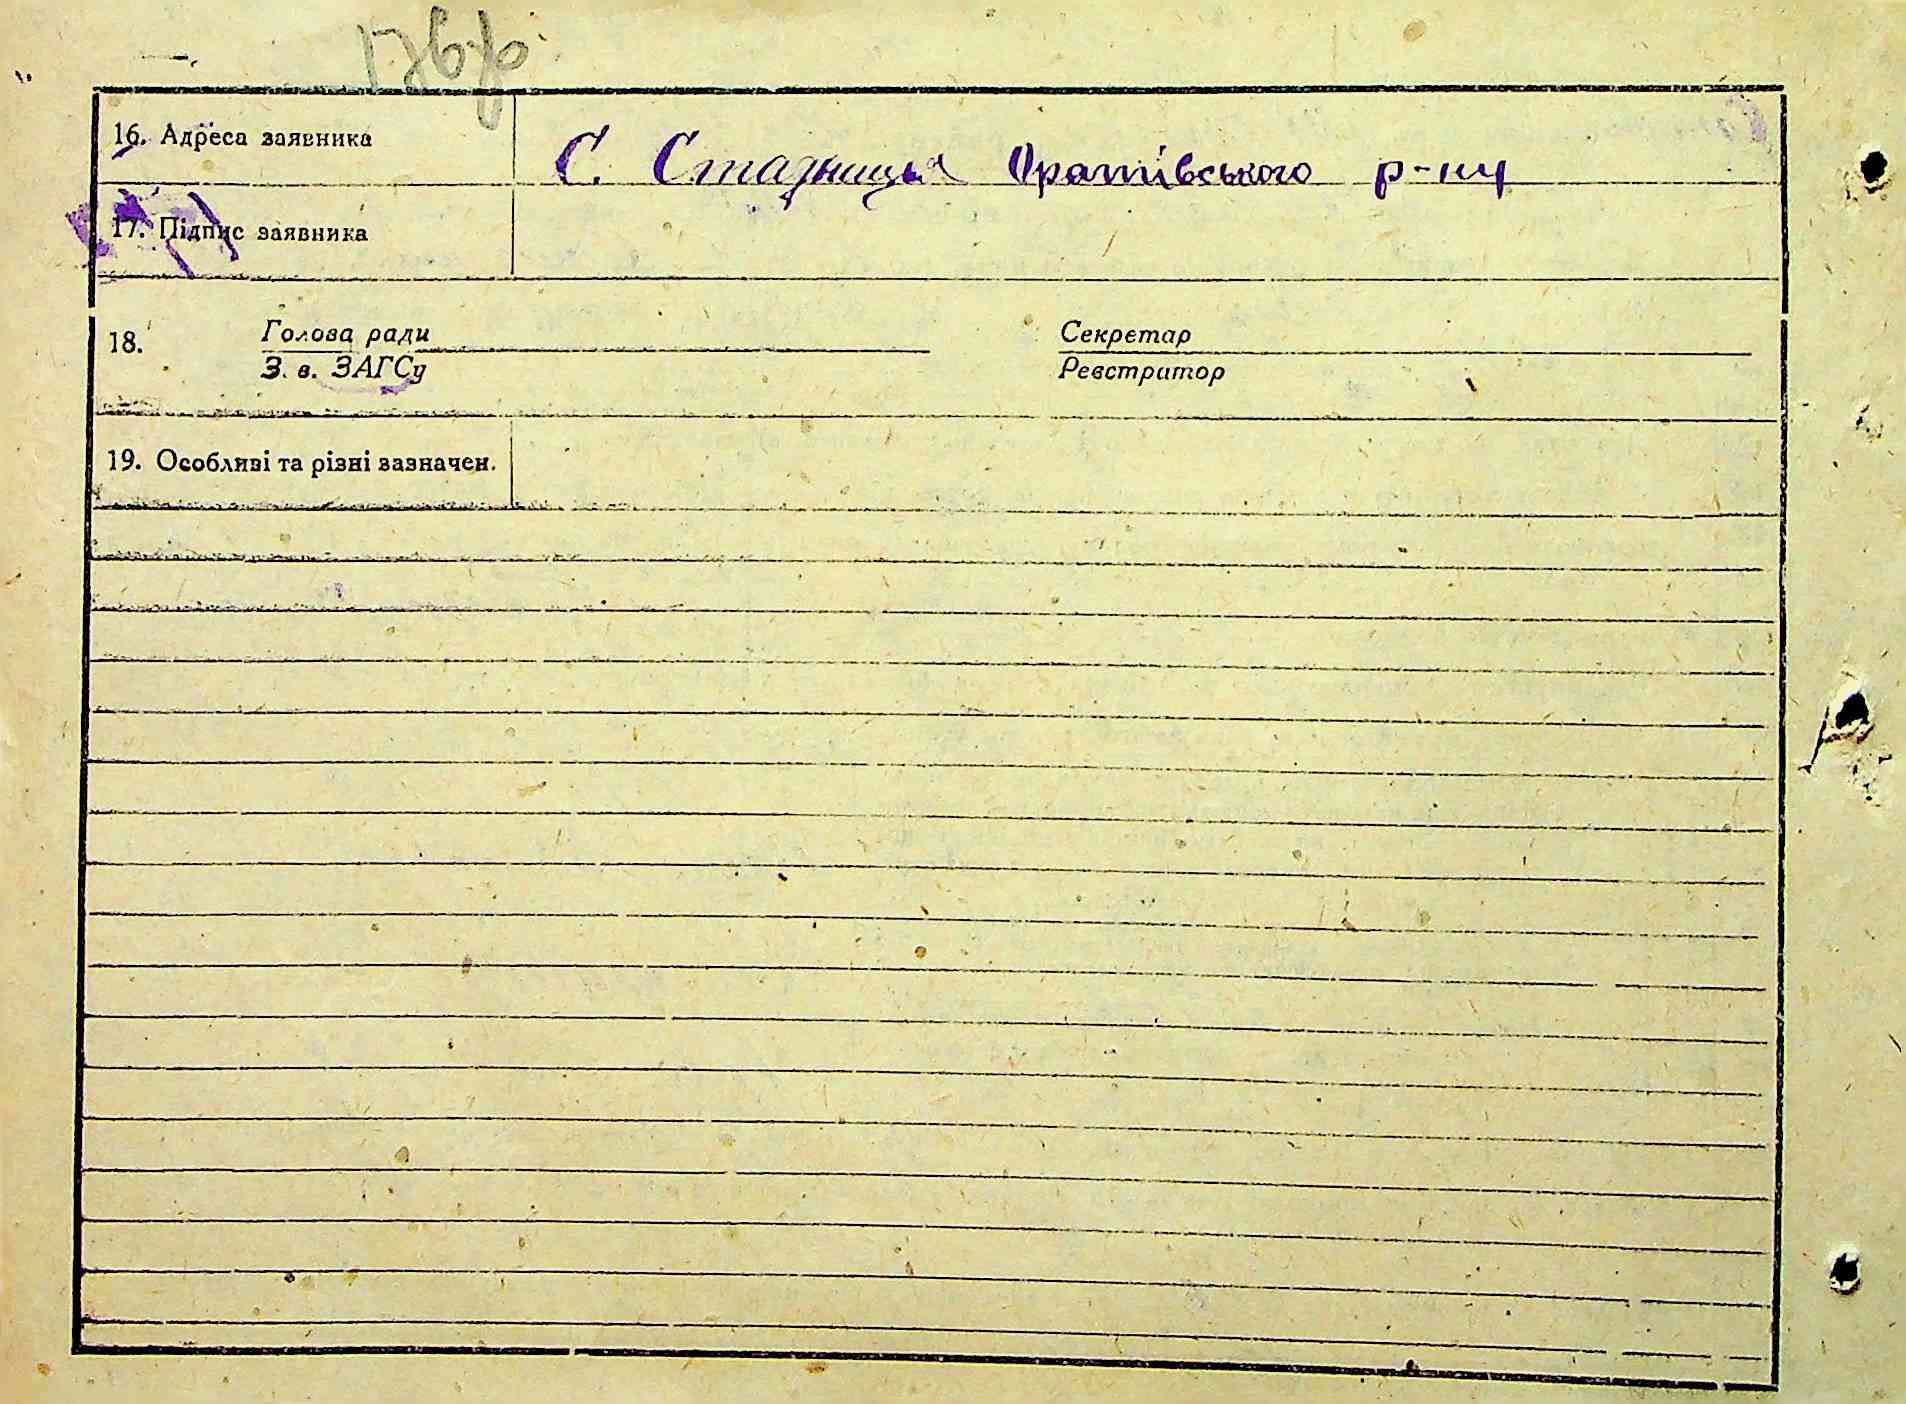 176
16. Адреса заявника
С. Стадниця Оратівського р-ну
17. Підпис заявника
18. Голова ради Секретар
З. в. ЗАГСу Реєстратор
19. Особливі та різні зазначен.